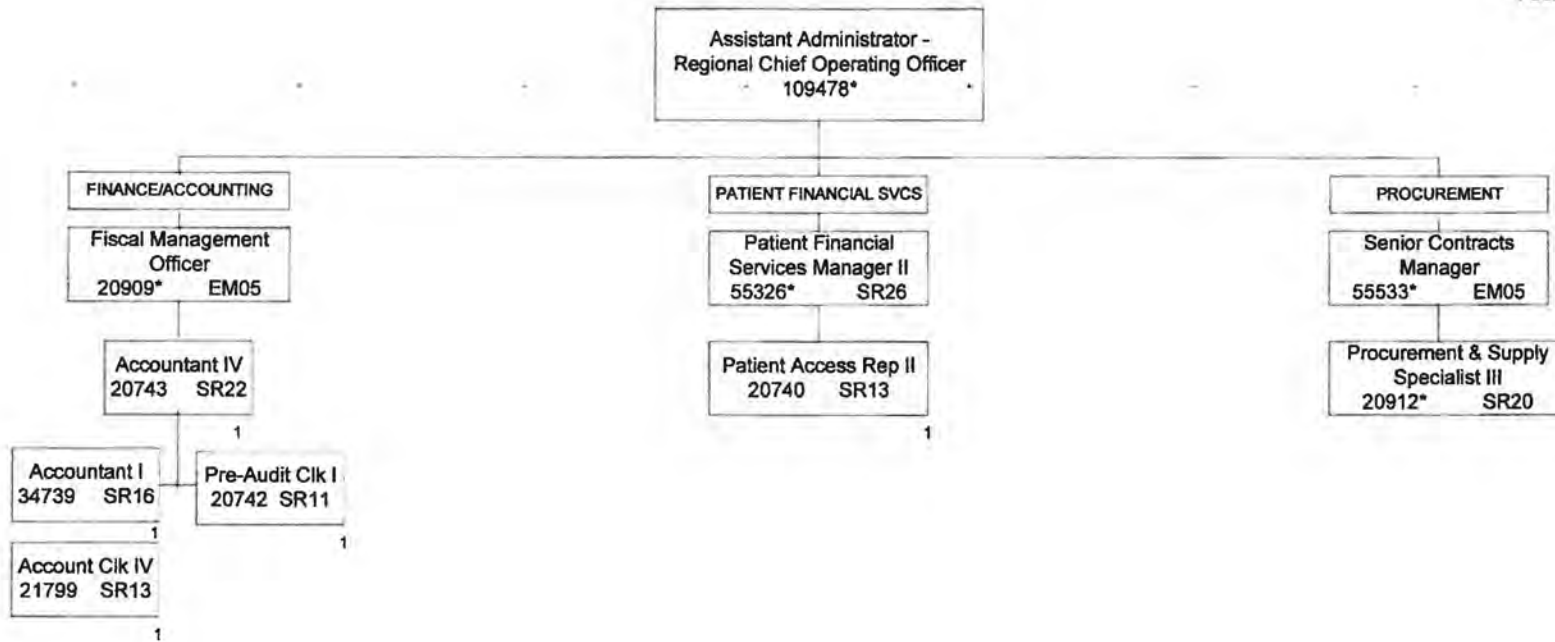 Assistant Administrator -
Regional Chief Operating Officer
109478*
FINANCE/ACCOUNTING
Fiscal Management
Officer
20909* EM05
Accountant IV
20743 SR22
1
Accountant I
34739 SR16
1
Pre-Audit Clk I
20742 SR11
1
Account Clk IV
21799 SR13
1
PATIENT FINANCIAL SVCS
Patient Financial
Services Manager II
55326* SR26
Patient Access Rep II
20740 SR13
1
PROCUREMENT
Senior Contracts
Manager
55533* EM05
Procurement & Supply
Specialist III
20912* SR20